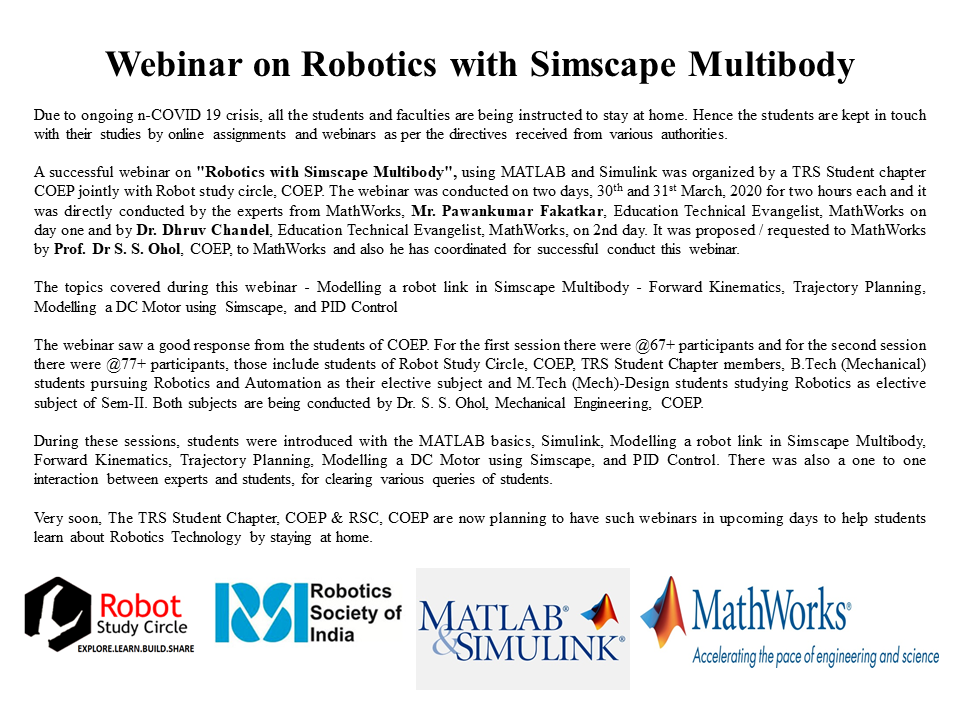 Webinar on Robotics with Simscape Multibody
Due to ongoing n-COVID 19 crisis, all the students and faculties are being instructed to stay at home. Hence the students are kept in touch
with their studies by online assignments and webinars as per the directives received from various authorities.
A successful webinar on "Robotics with Simscape Multibody", using MATLAB and Simulink was organized by a TRS Student chapter
COEP jointly with Robot study circle, COEP. The webinar was conducted on two days, 30th and 31st March, 2020 for two hours each and it
was directly conducted by the experts from MathWorks, Mr. Pawankumar Fakatkar, Education Technical Evangelist, MathWorks on
day one and by Dr. Dhruv Chandel, Education Technical Evangelist, MathWorks, on 2nd day. It was proposed / requested to MathWorks
by Prof. Dr S. S. Ohol, COEP, to MathWorks and also he has coordinated for successful conduct this webinar.
The topics covered during this webinar - Modelling a robot link in Simscape Multibody - Forward Kinematics, Trajectory Planning,
Modelling a DC Motor using Simscape, and PID Control
The webinar saw a good response from the students of COEP. For the first session there were @67+ participants and for the second session
there were @77+ participants, those include students of Robot Study Circle, COEP, TRS Student Chapter members, B.Tech (Mechanical)
students pursuing Robotics and Automation as their elective subject and M.Tech (Mech)-Design students studying Robotics as elective
subject of Sem-II. Both subjects are being conducted by Dr. S. S. Ohol, Mechanical Engineering, COEP.
During these sessions, students were introduced with the MATLAB basics, Simulink, Modelling a robot link in Simscape Multibody,
Forward Kinematics, Trajectory Planning, Modelling a DC Motor using Simscape, and PID Control. There was also a one to one
interaction between experts and students, for clearing various queries of students.
Very soon, The TRS Student Chapter, COEP & RSC, COEP are now planning to have such webinars in upcoming days to help students
learn about Robotics Technology by staying at home.
Robot
Study Circle
EXPLORE.LEARN.BUILD.SHARE
Robotics
Society of
India
MATLAB®
&SIMULINK®
MathWorks®
Accelerating the pace of engineering and science